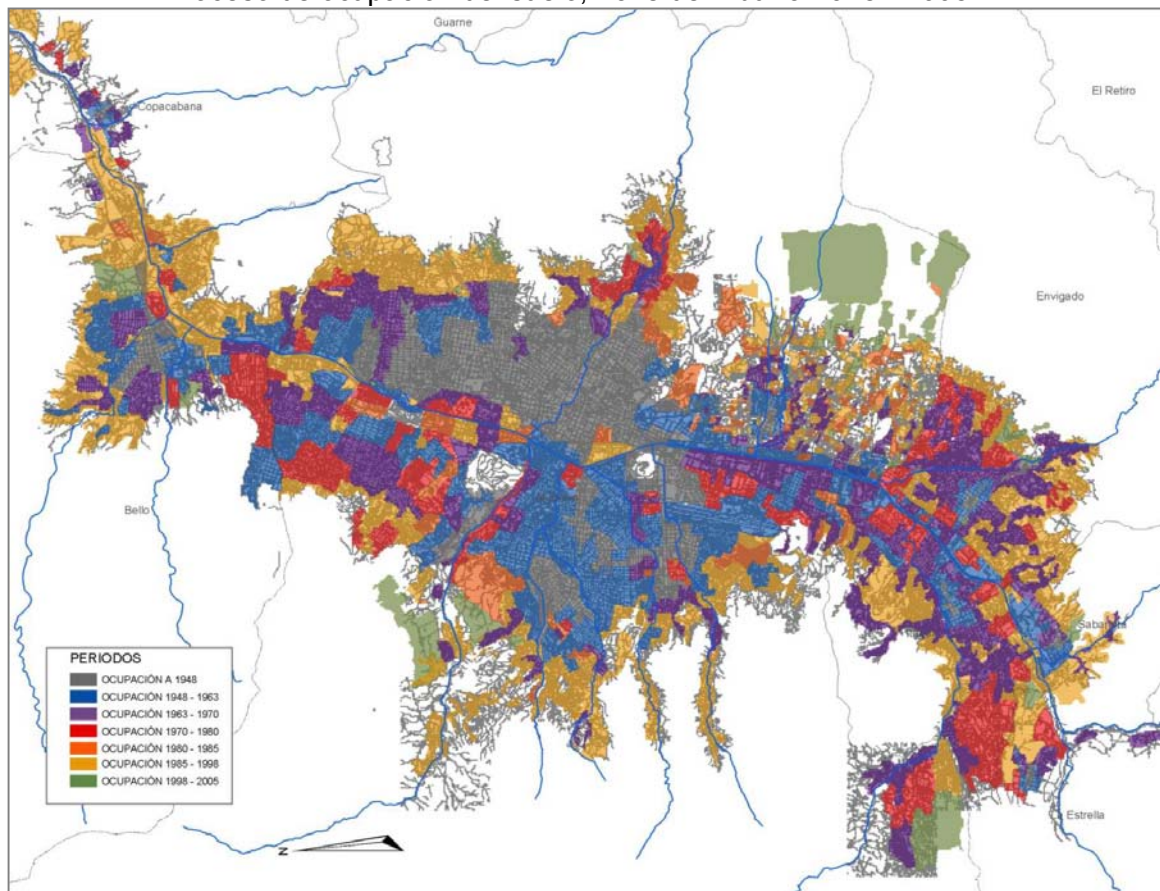 Guarne
El Retiro
Copacabana
Envigado
Bello
Sabaneta
Estrella
PERIODOS
OCUPACIÓN A 1948
OCUPACIÓN 1948 - 1963
OCUPACIÓN 1963 - 1970
OCUPACIÓN 1970 - 1980
OCUPACIÓN 1980 - 1985
OCUPACIÓN 1985 - 1998
OCUPACIÓN 1998 - 2005
N